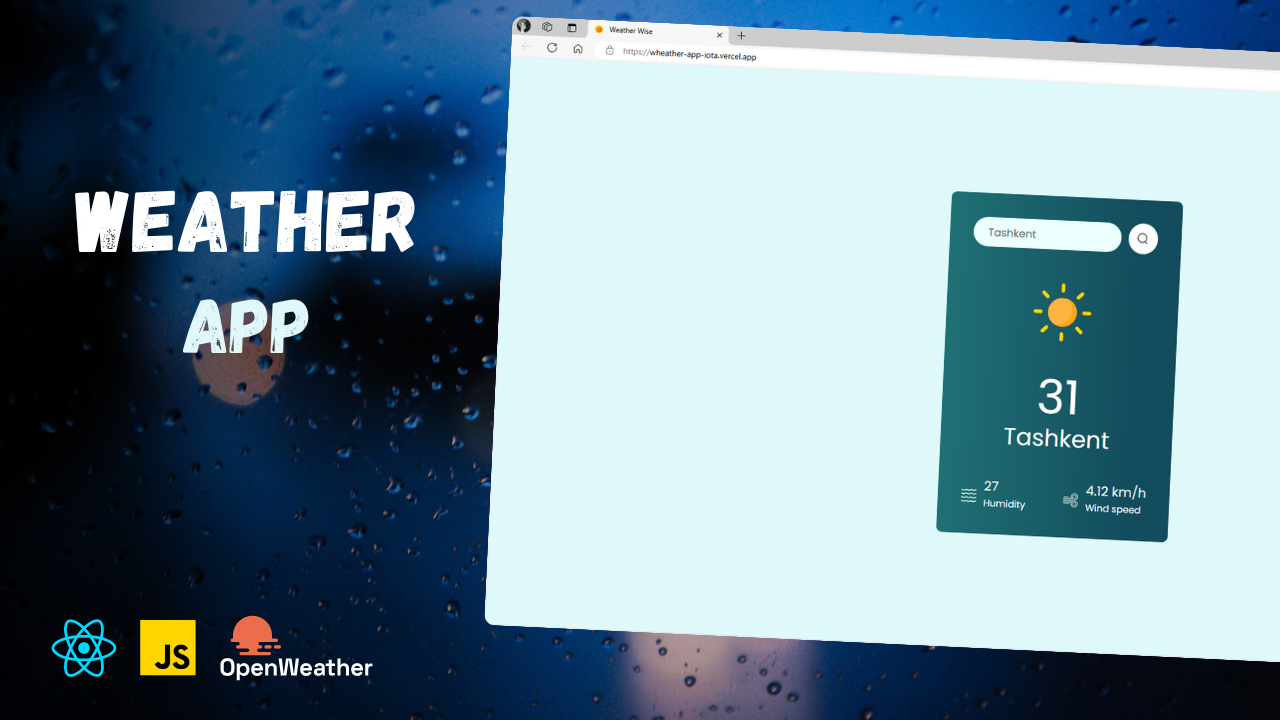 Weather Wise
https://wheather-app-iota.vercel.app
WEATHER
APP
Tashkent
31
Tashkent
27
Humidity
4.12 km/h
Wind speed
JS
OpenWeather